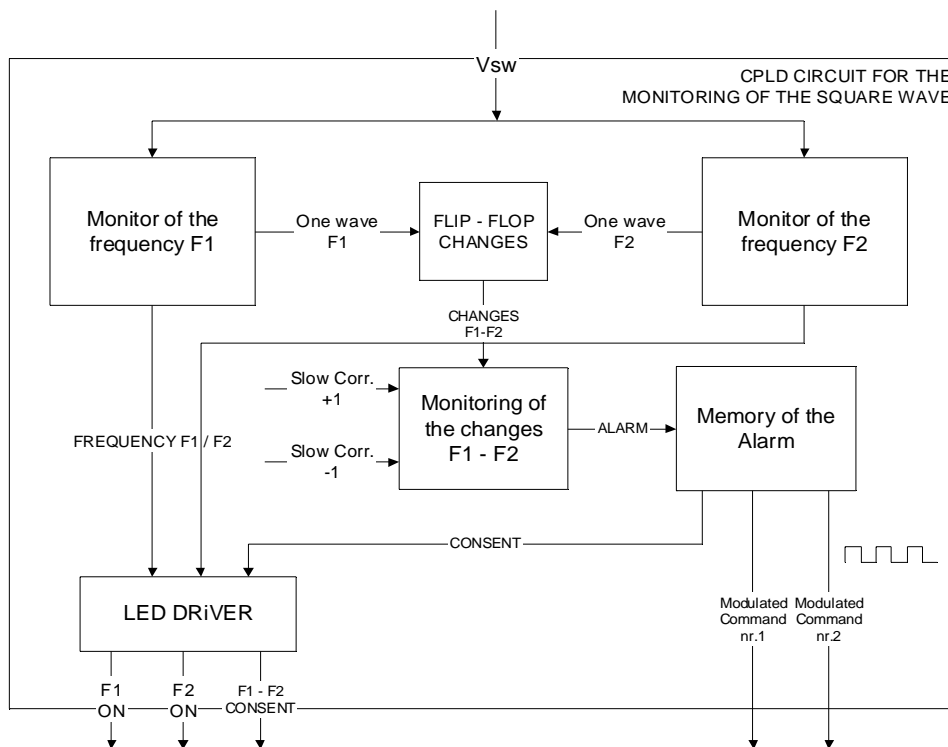 Vsw
CPLD CIRCUIT FOR THE
MONITORING OF THE SQUARE WAVE
Monitor of the
frequency F1
One wave
F1
FLIP - FLOP
CHANGES
One wave
F2
Monitor of the
frequency F2
CHANGES
F1-F2
Slow Corr.
+1
Slow Corr.
-1
Monitoring of
the changes
F1 - F2
ALARM
Memory of the
Alarm
FREQUENCY F1 / F2
CONSENT
LED DRiVER
Modulated
Command
nr.1
Modulated
Command
nr.2
F1
ON
F2
ON
F1 - F2
CONSENT